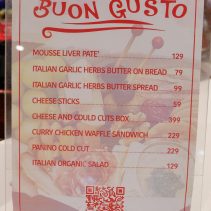 BUON GUSTO
MOUSSE LIVER PATE' 129
ITALIAN GARLIC HERBS BUTTER ON BREAD 79
ITALIAN GARLIC HERBS BUTTER SPREAD 99
CHEESE STICKS 59
CHEESE AND COULD CUTS BOX 399
CURRY CHICKEN WAFFLE SANDWICH 229
PANINO COLD CUT 229
ITALIAN ORGANIC SALAD 129